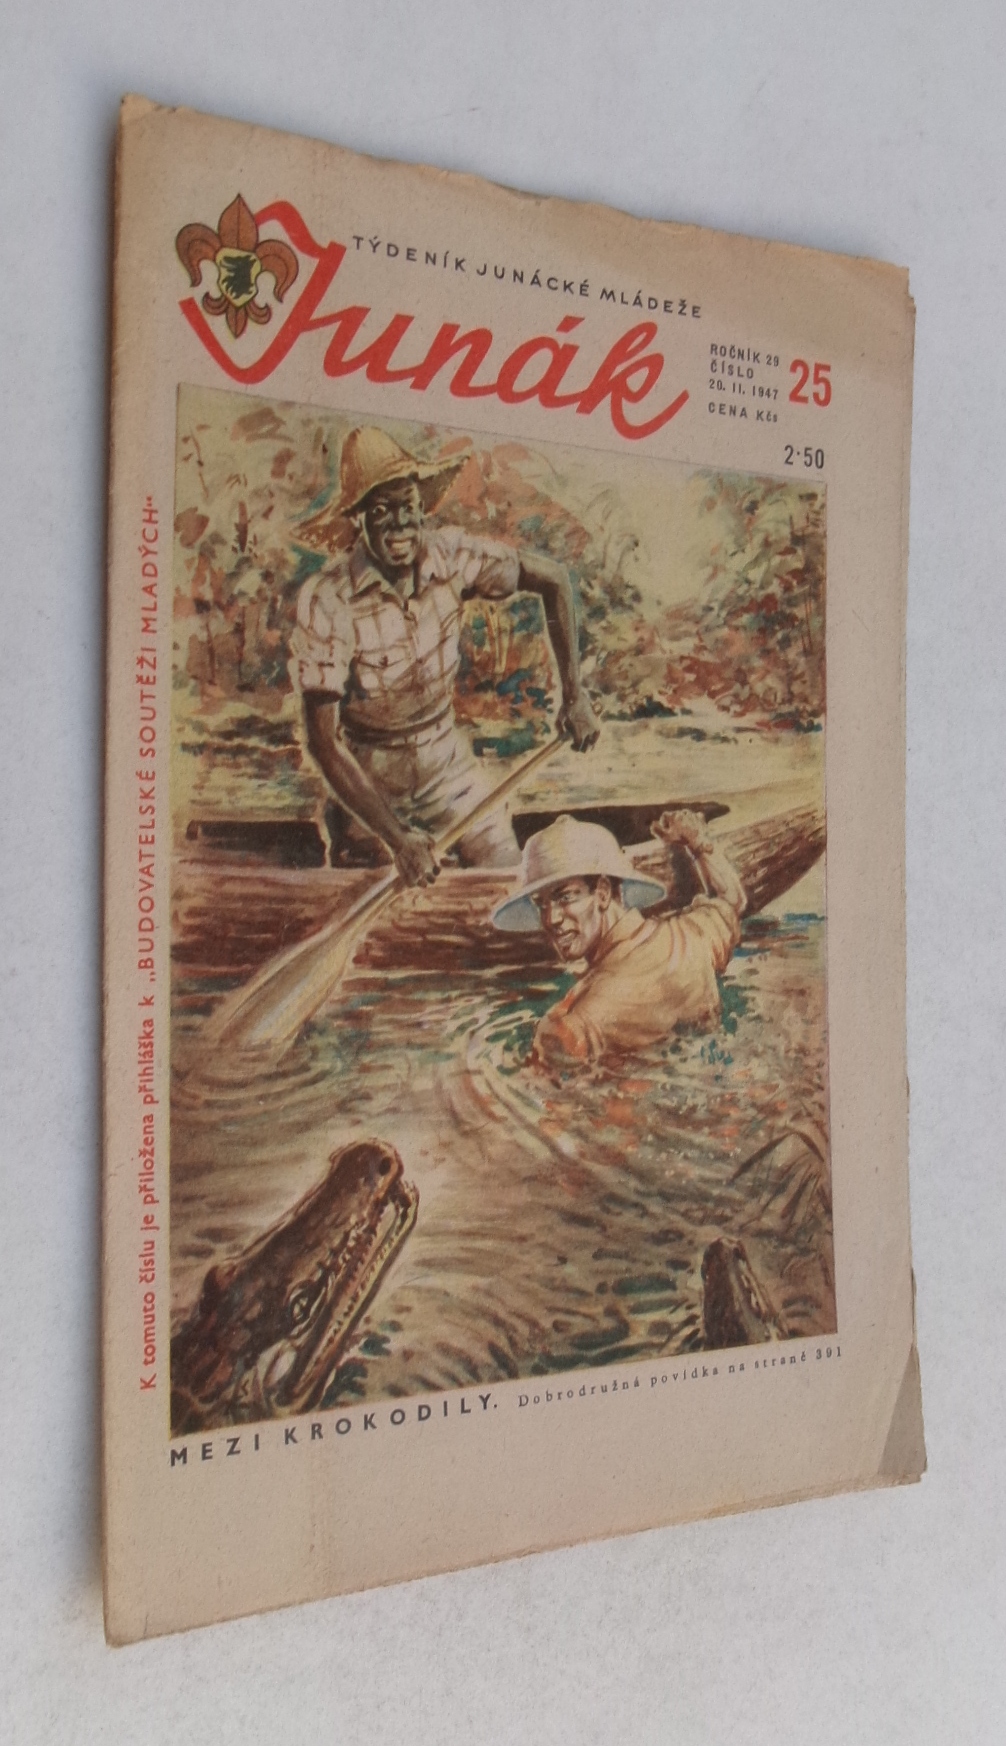 TÝDENÍK JUNÁCKÉ MLÁDEŽE
Junák
ROČNÍK 29
ČÍSLO 25
20. II. 1947
CENA Kčs
2·50
K tomuto číslu je přiložena přihláška k „BUDOVATELSKÉ SOUTĚŽI MLADÝCH“
MEZI KROKODILY. Dobrodružná povídka na straně 391